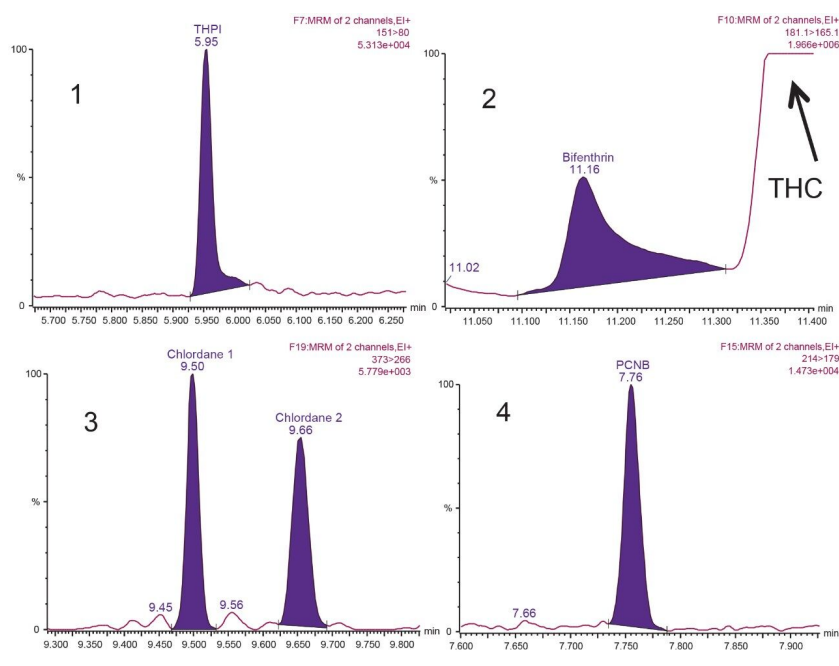 F7:MRM of 2 channels,EI+
151>80
5.313e+004
THPI
5.95
1
100
%
0
5.700 5.750 5.800 5.850 5.900 5.950 6.000 6.050 6.100 6.150 6.200 6.250
min
F10:MRM of 2 channels,EI+
181.1>165.1
1.966e+006
2
100
%
0
Bifenthrin
11.16
THC
11.02
11.050 11.100 11.150 11.200 11.250 11.300 11.350 11.400
min
F19:MRM of 2 channels,EI+
373>266
5.779e+003
Chlordane 1
9.50
Chlordane 2
9.66
3
100
%
0
9.45
9.56
9.300 9.350 9.400 9.450 9.500 9.550 9.600 9.650 9.700 9.750 9.800
min
F15:MRM of 2 channels,EI+
214>179
1.473e+004
PCNB
7.76
4
100
%
0
7.66
7.600 7.650 7.700 7.750 7.800 7.850 7.900
min